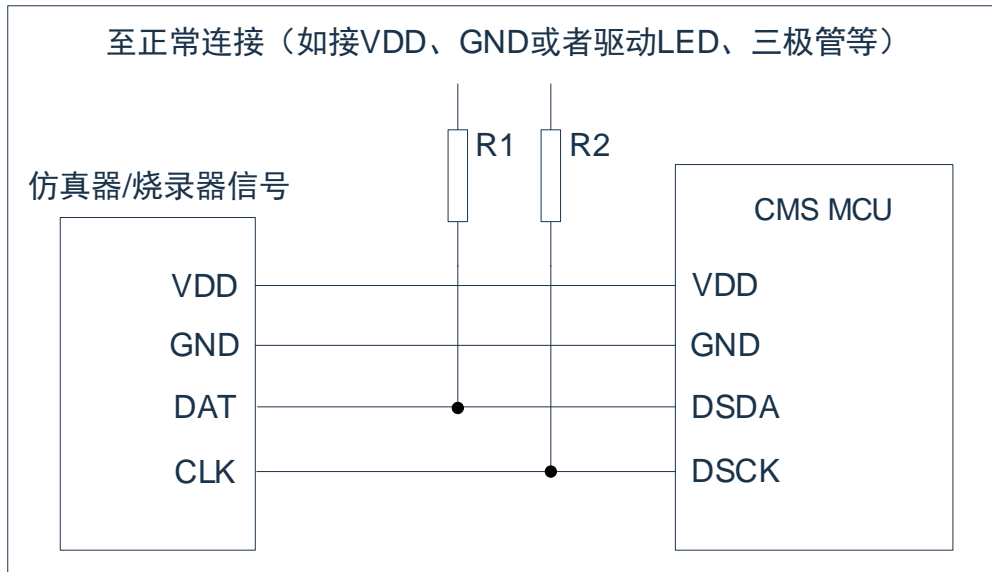 至正常连接（如接VDD、GND或者驱动LED、三极管等）
R1
R2
仿真器/烧录器信号
CMS MCU
VDD
VDD
GND
GND
DAT
DSDA
CLK
DSCK